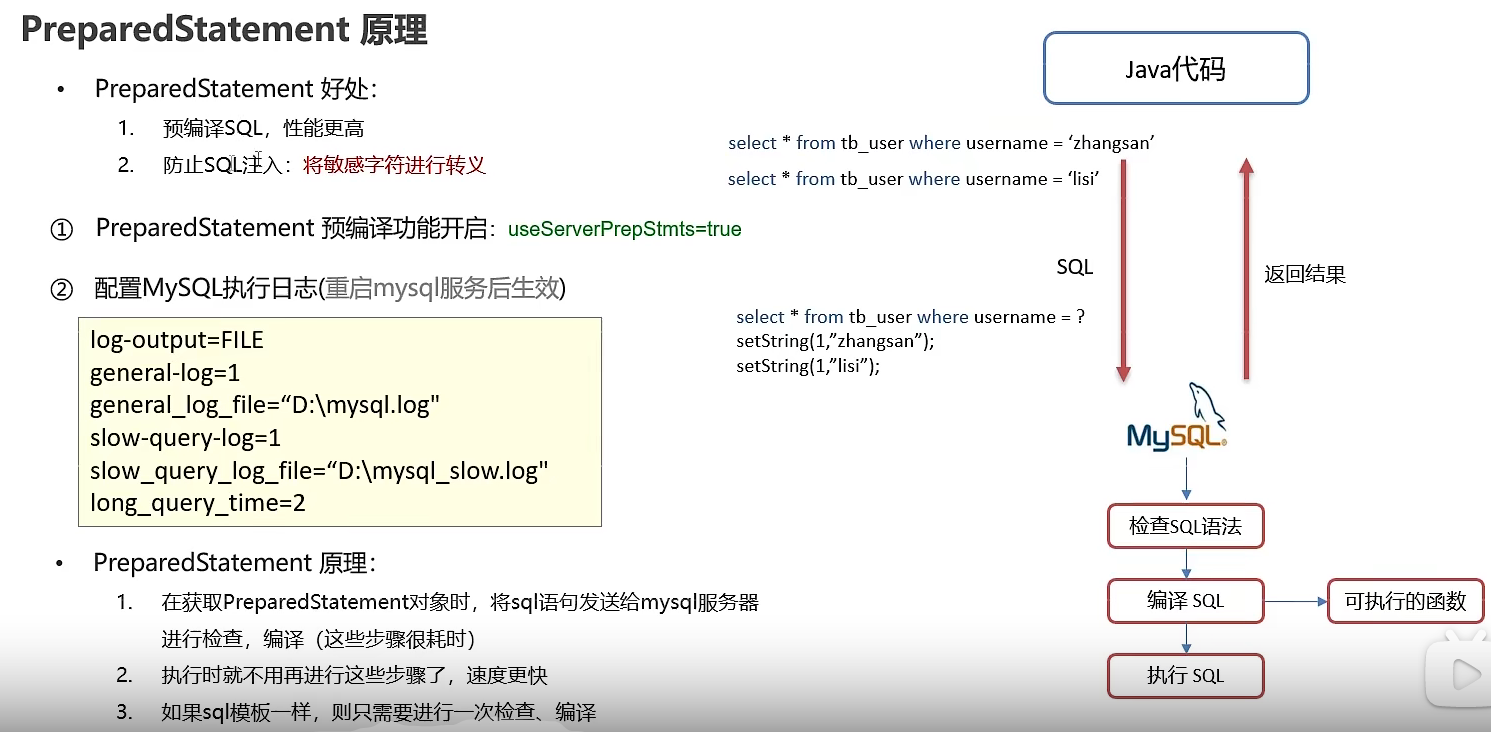 PreparedStatement 原理
• PreparedStatement 好处：
1. 预编译SQL，性能更高
2. 防止SQL注入：将敏感字符进行转义
① PreparedStatement 预编译功能开启：useServerPrepStmts=true
② 配置MySQL执行日志(重启mysql服务后生效)
log-output=FILE
general-log=1
general_log_file=“D:\mysql.log"
slow-query-log=1
slow_query_log_file=“D:\mysql_slow.log"
long_query_time=2
• PreparedStatement 原理：
1. 在获取PreparedStatement对象时，将sql语句发送给mysql服务器
进行检查，编译（这些步骤很耗时）
2. 执行时就不用再进行这些步骤了，速度更快
3. 如果sql模板一样，则只需要进行一次检查、编译
Java代码
select * from tb_user where username = ‘zhangsan’
select * from tb_user where username = ‘lisi’
SQL
返回结果
select * from tb_user where username = ?
setString(1,”zhangsan”);
setString(1,”lisi”);
MySQL®
检查SQL语法
编译 SQL
可执行的函数
执行 SQL